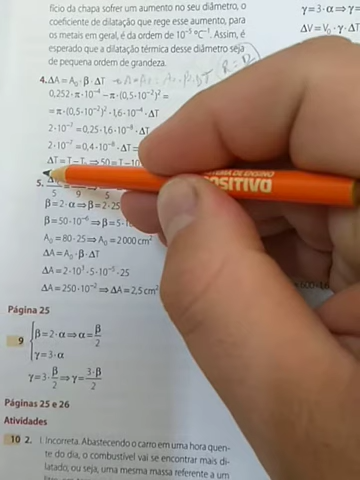 fício da chapa sofrer um aumento no seu diâmetro, o
coeficiente de dilatação que rege esse aumento, para
os metais em geral, é da ordem de 10⁻⁵ °C⁻¹. Assim, é
esperado que a dilatação térmica desse diâmetro seja
de pequena ordem de grandeza.
4. ΔA = A₀ · β · ΔT
0,252 · π · 10⁻⁴ – π · (0,5 · 10⁻²)² =
= π · (0,5 · 10⁻²)² · 1,6 · 10⁻⁴ · ΔT
2 · 10⁻⁷ = 0,25 · 1,6 · 10⁻⁸ · ΔT
2 · 10⁻⁷ = 0,4 · 10⁻⁸ · ΔT =
5.
β = 2 · α ⇒ β = 2 · 25
β = 50 · 10⁻⁶ ⇒ β = 5 · 1
A₀ = 80 · 25 ⇒ A₀ = 2 000 cm²
ΔA = A₀ · β · ΔT
ΔA = 2 · 10³ · 5 · 10⁻⁵ · 25
ΔA = 250 · 10⁻² ⇒ ΔA = 2,5 cm²
Página 25
9 β = 2 · α ⇒ α = β/2
γ = 3 · α
γ = 3 · β/2 ⇒ γ = 3 · β/2
Páginas 25 e 26
Atividades
10 2. I. Incorreta. Abastecendo o carro em uma hora quen-
te do dia, o combustível vai se encontrar mais di-
latado, ou seja, uma mesma massa referente a um
γ = 3 · α ⇒ γ =
ΔV = V₀ · γ · ΔT
SISTEMA DE ENSINO
POSITIVO